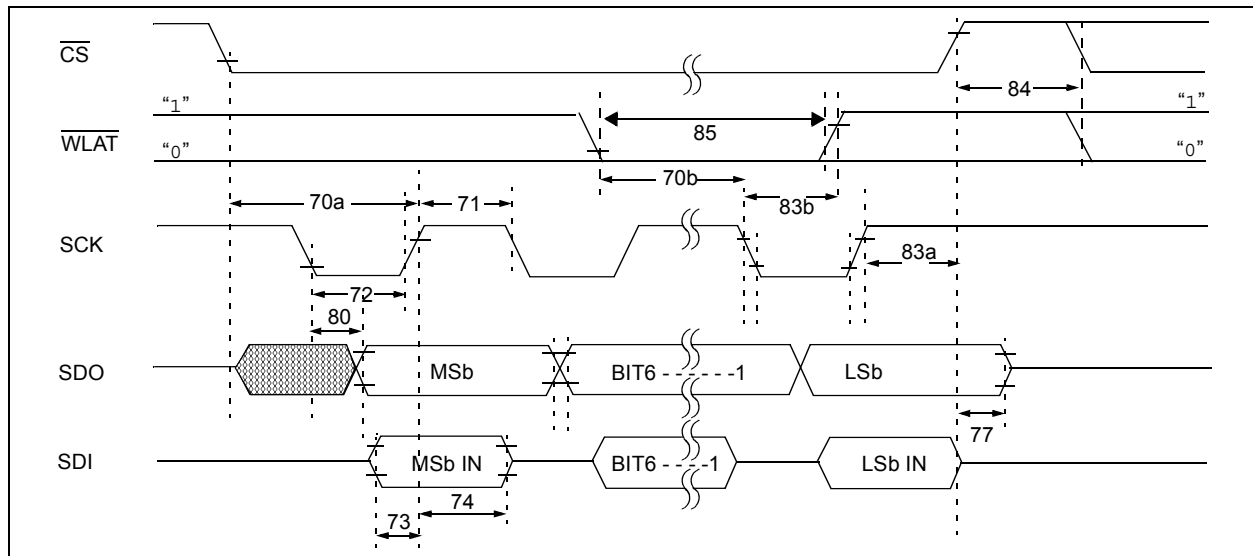 CS
84
“1”
“1”
85
WLAT
“0”
“0”
70b
70a
71
83b
SCK
83a
72
80
SDO
MSb
BIT6 - - - - - - -1
LSb
77
SDI
MSb IN
BIT6 - - - - - -1
LSb IN
74
73